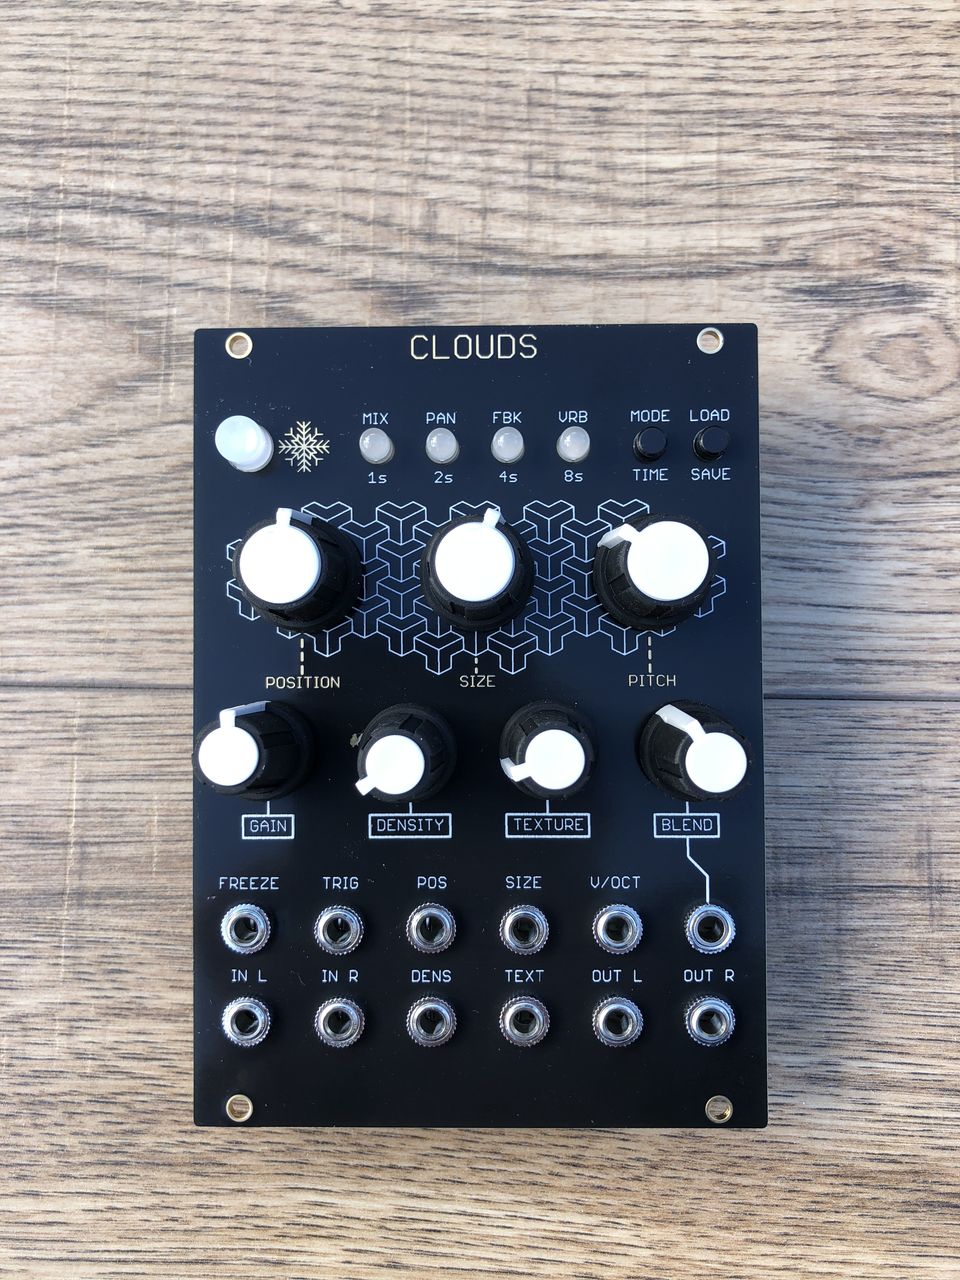 CLOUDS
MIX PAN FBK VRB MODE LOAD
1s 2s 4s 8s TIME SAVE
POSITION SIZE PITCH
GAIN DENSITY TEXTURE BLEND
FREEZE TRIG POS SIZE V/OCT
IN L IN R DENS TEXT OUT L OUT R